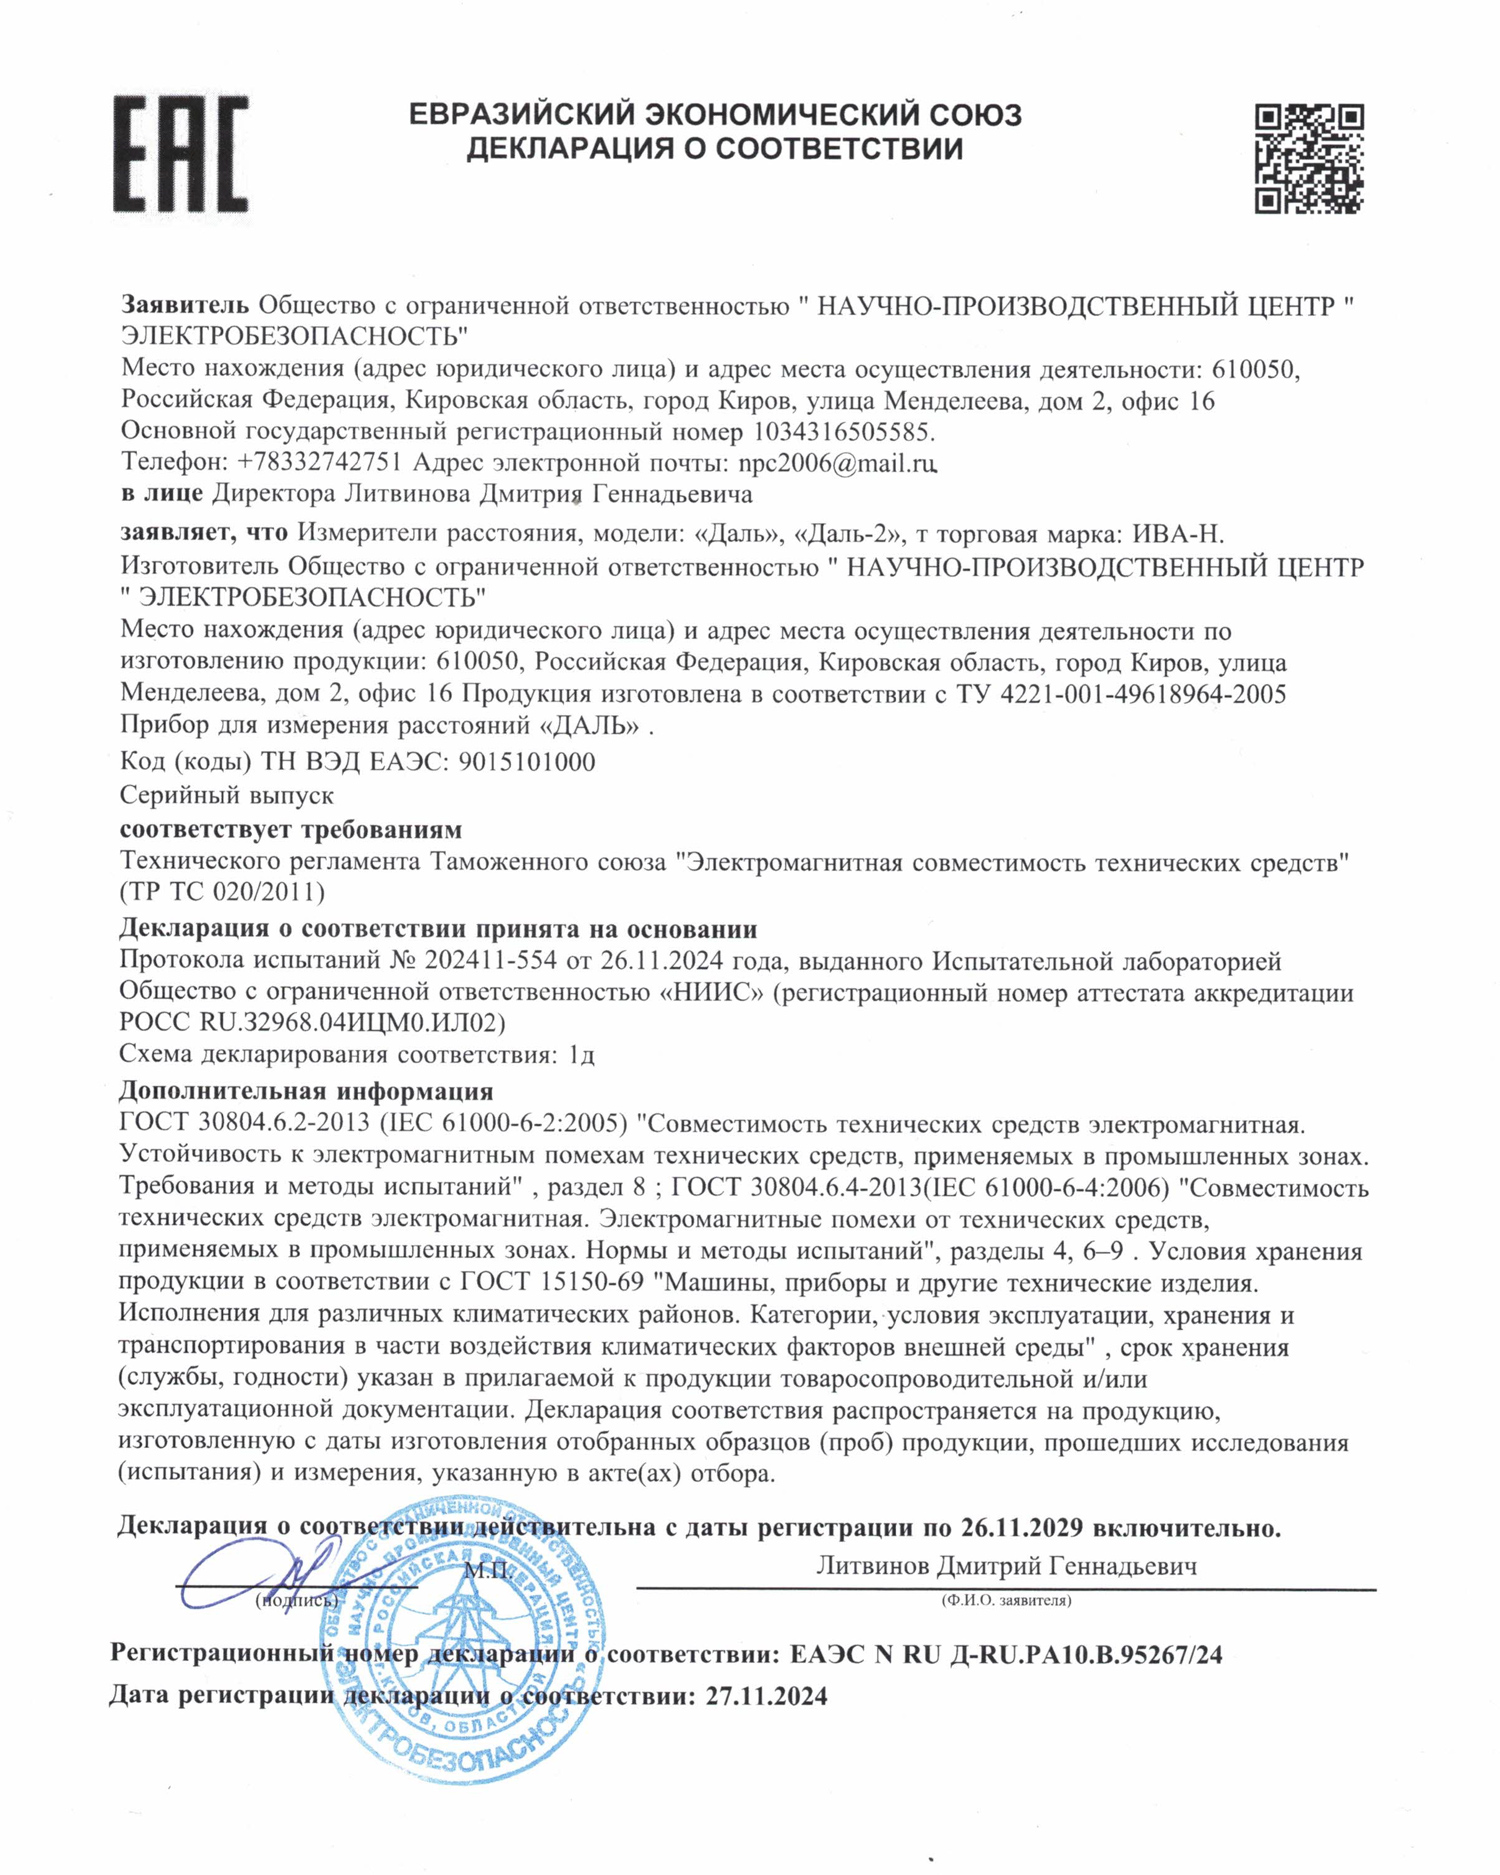 EAC
ЕВРАЗИЙСКИЙ ЭКОНОМИЧЕСКИЙ СОЮЗ
ДЕКЛАРАЦИЯ О СООТВЕТСТВИИ
Заявитель Общество с ограниченной ответственностью " НАУЧНО-ПРОИЗВОДСТВЕННЫЙ ЦЕНТР "
ЭЛЕКТРОБЕЗОПАСНОСТЬ"
Место нахождения (адрес юридического лица) и адрес места осуществления деятельности: 610050,
Российская Федерация, Кировская область, город Киров, улица Менделеева, дом 2, офис 16
Основной государственный регистрационный номер 1034316505585.
Телефон: +78332742751 Адрес электронной почты: npc2006@mail.ru.
в лице Директора Литвинова Дмитрия Геннадьевича
заявляет, что Измерители расстояния, модели: «Даль», «Даль-2», т торговая марка: ИВА-Н.
Изготовитель Общество с ограниченной ответственностью " НАУЧНО-ПРОИЗВОДСТВЕННЫЙ ЦЕНТР
" ЭЛЕКТРОБЕЗОПАСНОСТЬ"
Место нахождения (адрес юридического лица) и адрес места осуществления деятельности по
изготовлению продукции: 610050, Российская Федерация, Кировская область, город Киров, улица
Менделеева, дом 2, офис 16 Продукция изготовлена в соответствии с ТУ 4221-001-49618964-2005
Прибор для измерения расстояний «ДАЛЬ» .
Код (коды) ТН ВЭД ЕАЭС: 9015101000
Серийный выпуск
соответствует требованиям
Технического регламента Таможенного союза "Электромагнитная совместимость технических средств"
(ТР ТС 020/2011)
Декларация о соответствии принята на основании
Протокола испытаний № 202411-554 от 26.11.2024 года, выданного Испытательной лабораторией
Общество с ограниченной ответственностью «НИИС» (регистрационный номер аттестата аккредитации
РОСС RU.З2968.04ИЦМ0.ИЛ02)
Схема декларирования соответствия: 1д
Дополнительная информация
ГОСТ 30804.6.2-2013 (IEC 61000-6-2:2005) "Совместимость технических средств электромагнитная.
Устойчивость к электромагнитным помехам технических средств, применяемых в промышленных зонах.
Требования и методы испытаний" , раздел 8 ; ГОСТ 30804.6.4-2013(IEC 61000-6-4:2006) "Совместимость
технических средств электромагнитная. Электромагнитные помехи от технических средств,
применяемых в промышленных зонах. Нормы и методы испытаний", разделы 4, 6–9 . Условия хранения
продукции в соответствии с ГОСТ 15150-69 "Машины, приборы и другие технические изделия.
Исполнения для различных климатических районов. Категории, условия эксплуатации, хранения и
транспортирования в части воздействия климатических факторов внешней среды" , срок хранения
(службы, годности) указан в прилагаемой к продукции товаросопроводительной и/или
эксплуатационной документации. Декларация соответствия распространяется на продукцию,
изготовленную с даты изготовления отобранных образцов (проб) продукции, прошедших исследования
(испытания) и измерения, указанную в акте(ах) отбора.
Декларация о соответствии действительна с даты регистрации по 26.11.2029 включительно.
М.П.
Литвинов Дмитрий Геннадьевич
(подпись)
(Ф.И.О. заявителя)
ОБЩЕСТВО С ОГРАНИЧЕННОЙ ОТВЕТСТВЕННОСТЬЮ
НАУЧНО-ПРОИЗВОДСТВЕННЫЙ ЦЕНТР
«ЭЛЕКТРОБЕЗОПАСНОСТЬ»
РОССИЙСКАЯ ФЕДЕРАЦИЯ
г. КИРОВ, ОБЛАСТНОЙ
Регистрационный номер декларации о соответствии: ЕАЭС N RU Д-RU.РА10.В.95267/24
Дата регистрации декларации о соответствии: 27.11.2024